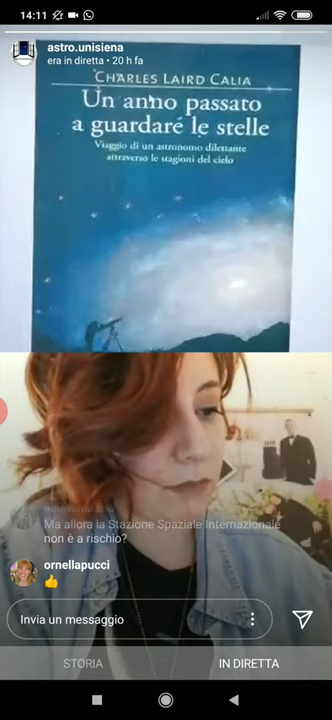 14:11
astro.unisiena
era in diretta • 20 h fa
CHARLES LAIRD CALIA
Un anno passato
a guardare le stelle
Viaggio di un astronomo dilettante
attraverso le stagioni del cielo
Ma allora la Stazione Spaziale Internazionale
non è a rischio?
ornellapucci
👍
Invia un messaggio
STORIA
IN DIRETTA